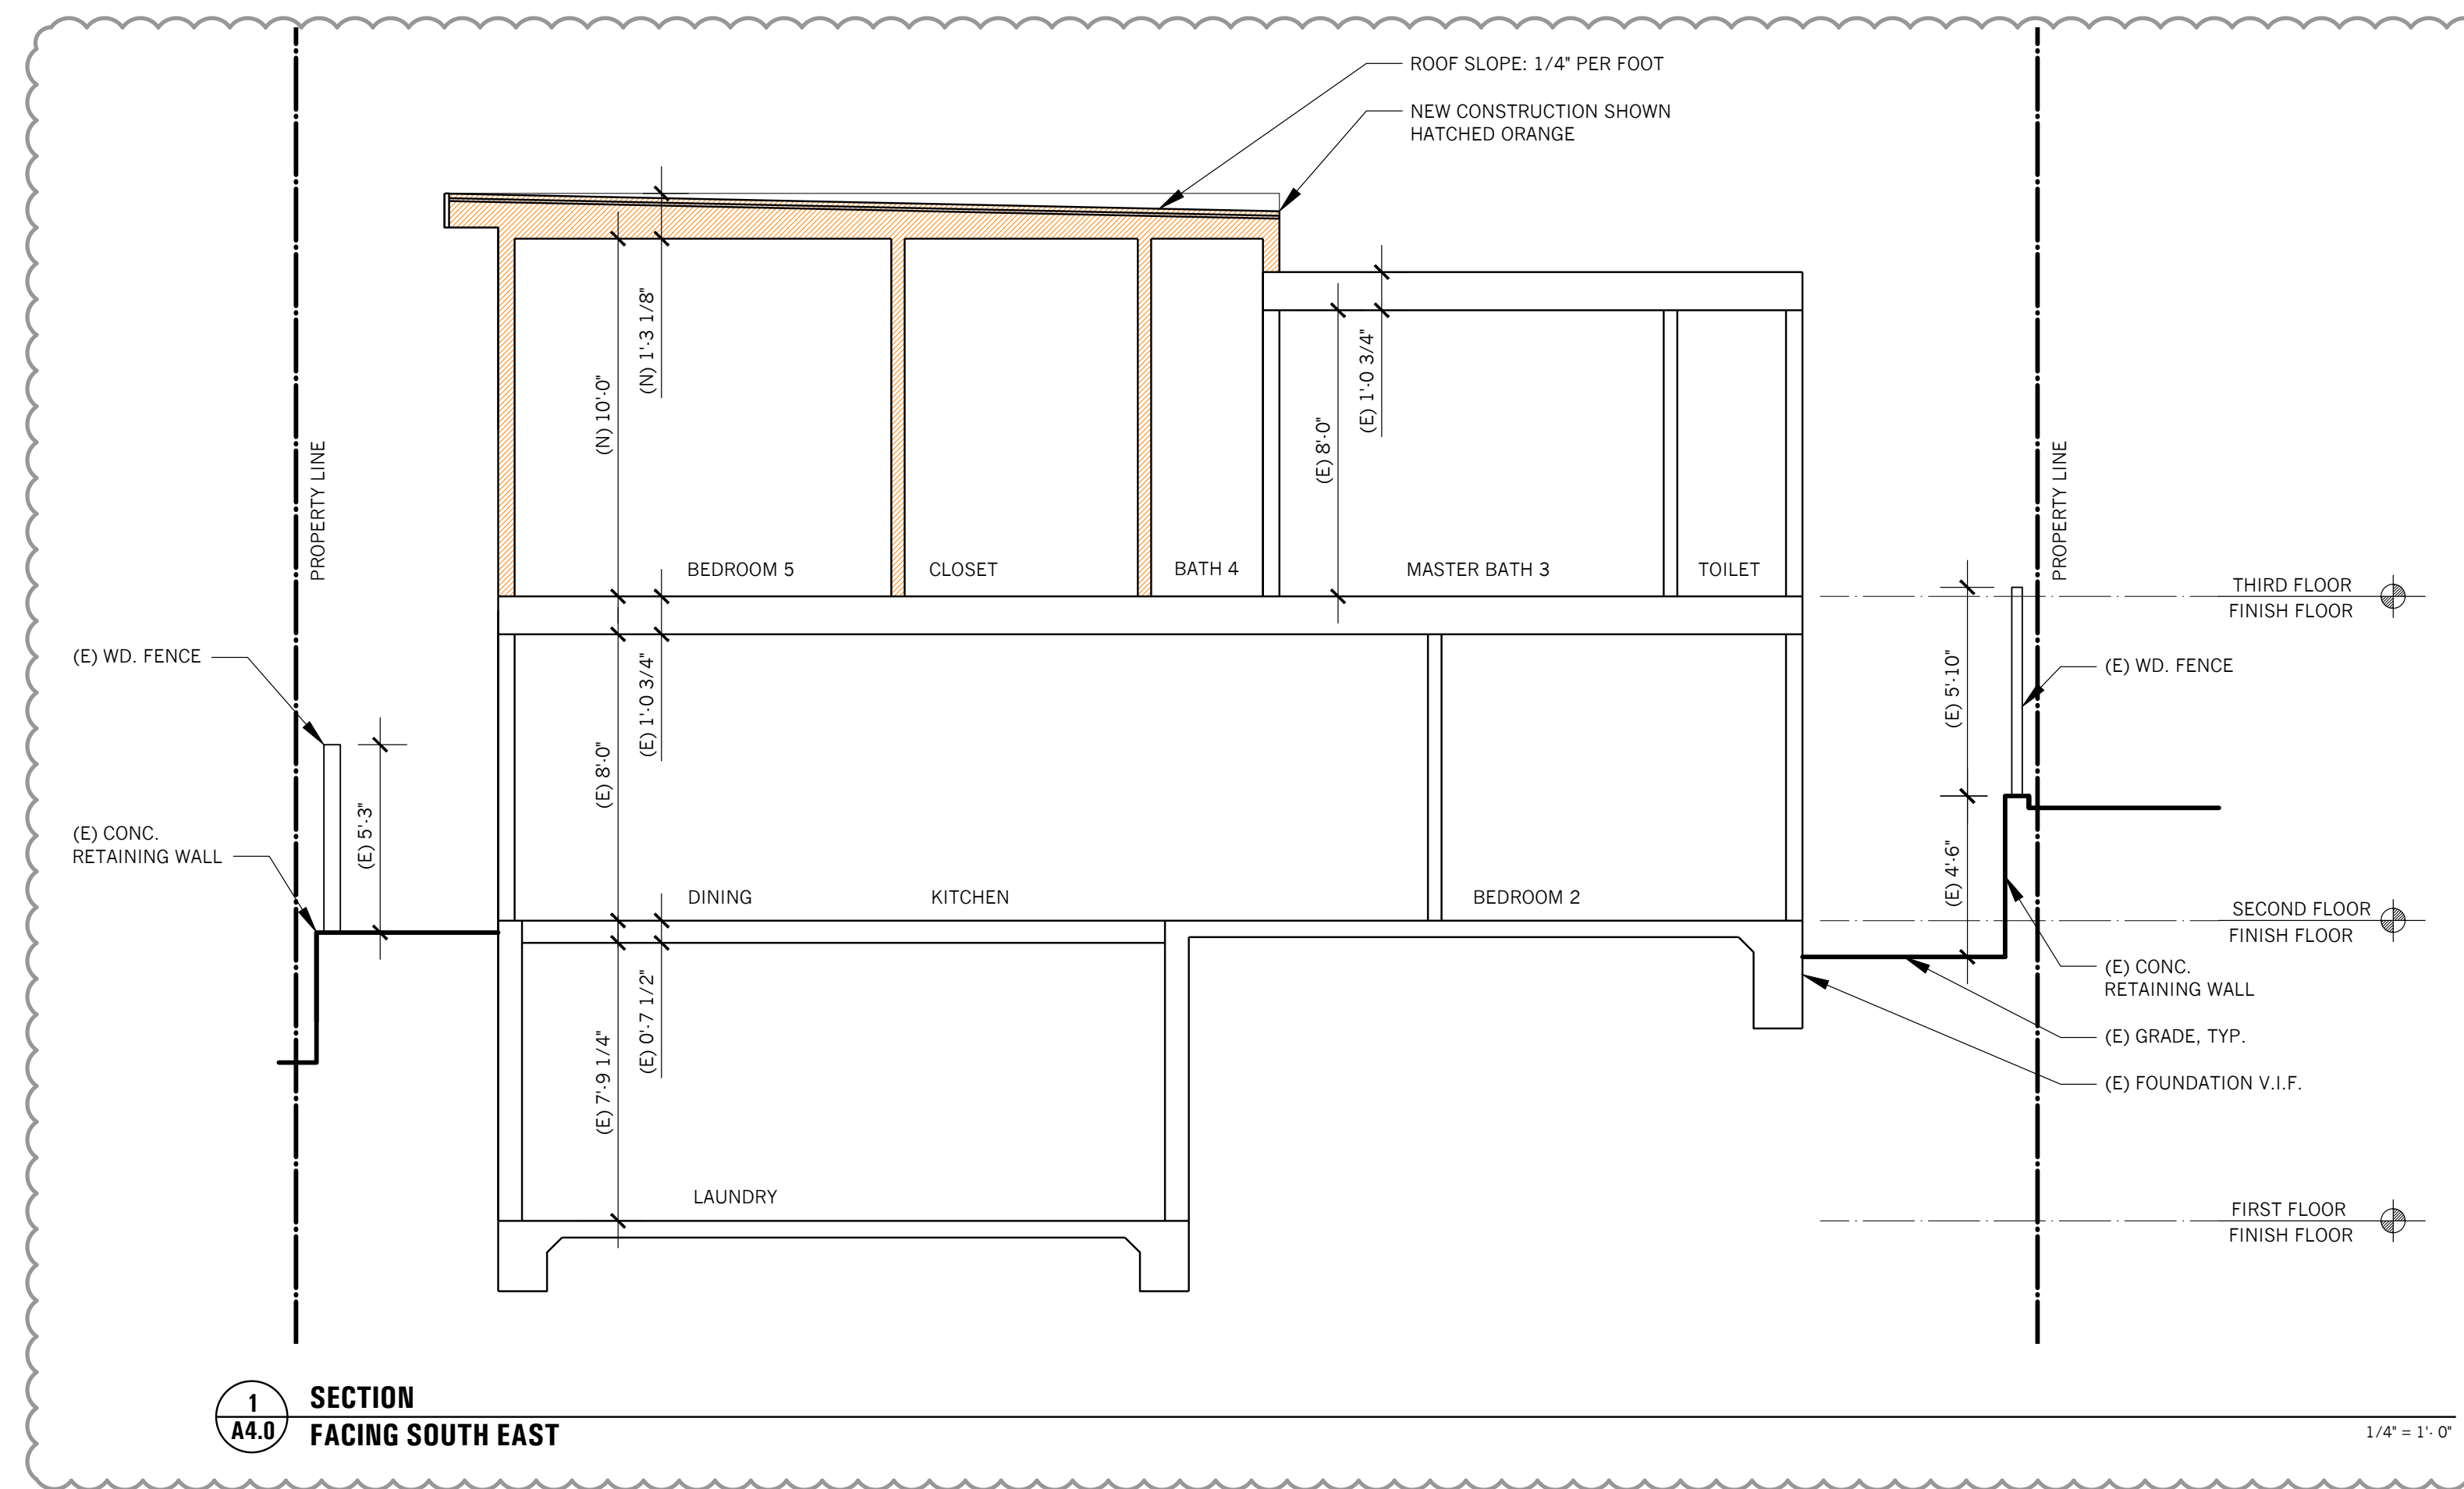 ROOF SLOPE: 1/4" PER FOOT
NEW CONSTRUCTION SHOWN
HATCHED ORANGE
(N) 1'-3 1/8"
(N) 10'-0"
(E) 1'-0 3/4"
(E) 8'-0"
PROPERTY LINE
PROPERTY LINE
BEDROOM 5
CLOSET
BATH 4
MASTER BATH 3
TOILET
THIRD FLOOR
FINISH FLOOR
(E) WD. FENCE
(E) 1'-0 3/4"
(E) 5'-10"
(E) WD. FENCE
(E) 8'-0"
(E) 5'-3"
(E) CONC.
RETAINING WALL
(E) 4'-6"
DINING
KITCHEN
BEDROOM 2
SECOND FLOOR
FINISH FLOOR
(E) CONC.
RETAINING WALL
(E) 0'-7 1/2"
(E) 7'-9 1/4"
(E) GRADE, TYP.
(E) FOUNDATION V.I.F.
LAUNDRY
FIRST FLOOR
FINISH FLOOR
1
A4.0
SECTION
FACING SOUTH EAST
1/4" = 1'- 0"